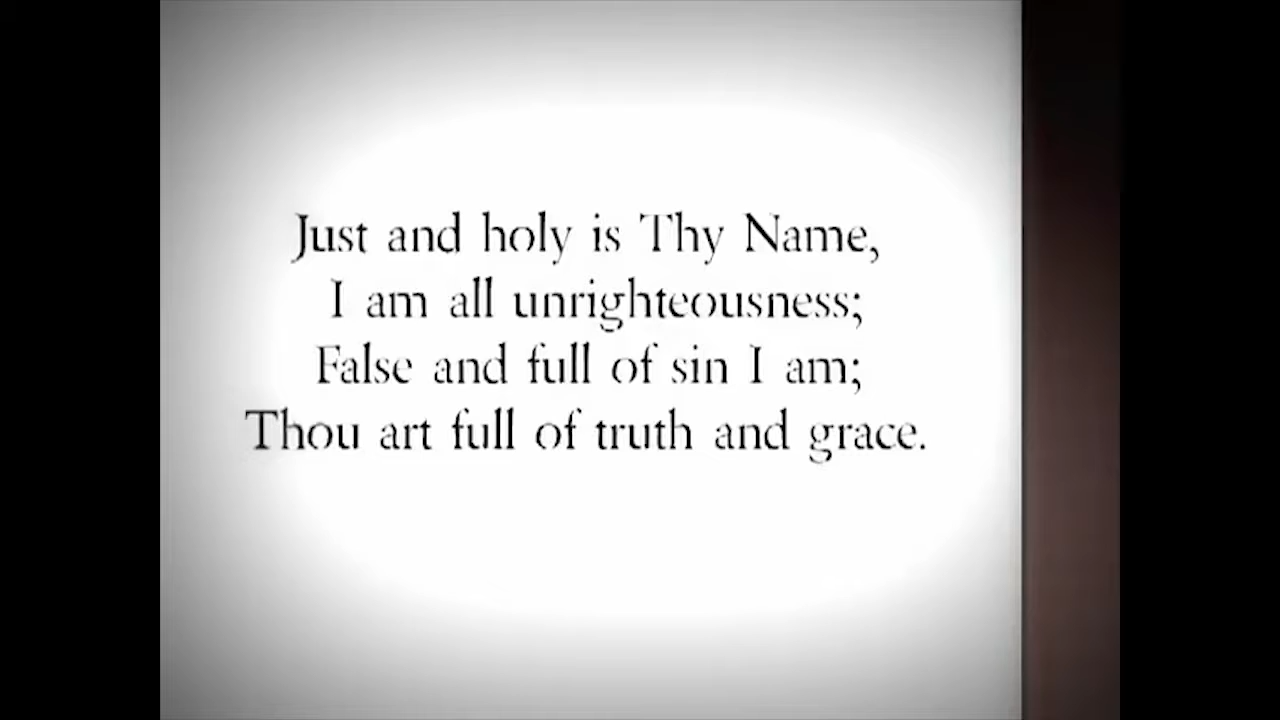 Just and holy is Thy Name,
I am all unrighteousness;
False and full of sin I am;
Thou art full of truth and grace.